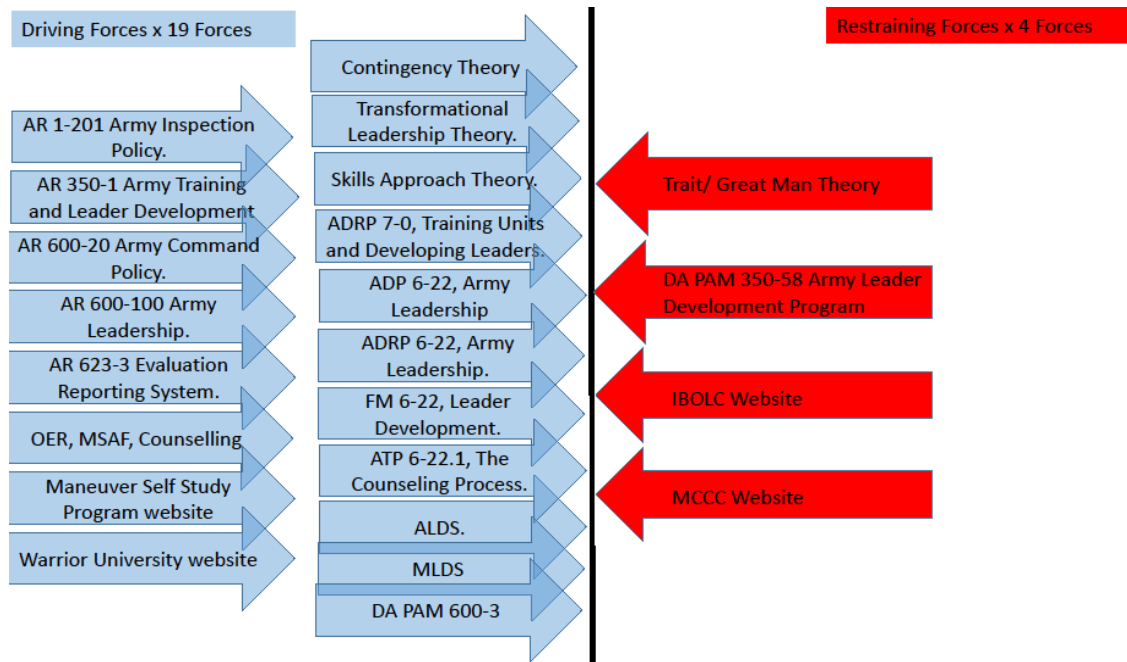 Driving Forces x 19 Forces
Restraining Forces x 4 Forces
AR 1-201 Army Inspection
Policy.
AR 350-1 Army Training
and Leader Development
AR 600-20 Army Command
Policy.
AR 600-100 Army
Leadership.
AR 623-3 Evaluation
Reporting System.
OER, MSAF, Counselling
Maneuver Self Study
Program website
Warrior University website
Contingency Theory
Transformational
Leadership Theory.
Skills Approach Theory.
ADRP 7-0, Training Units
and Developing Leaders.
ADP 6-22, Army
Leadership
ADRP 6-22, Army
Leadership.
FM 6-22, Leader
Development.
ATP 6-22.1, The
Counseling Process.
ALDS.
MLDS
DA PAM 600-3
Trait/ Great Man Theory
DA PAM 350-58 Army Leader
Development Program
IBOLC Website
MCCC Website